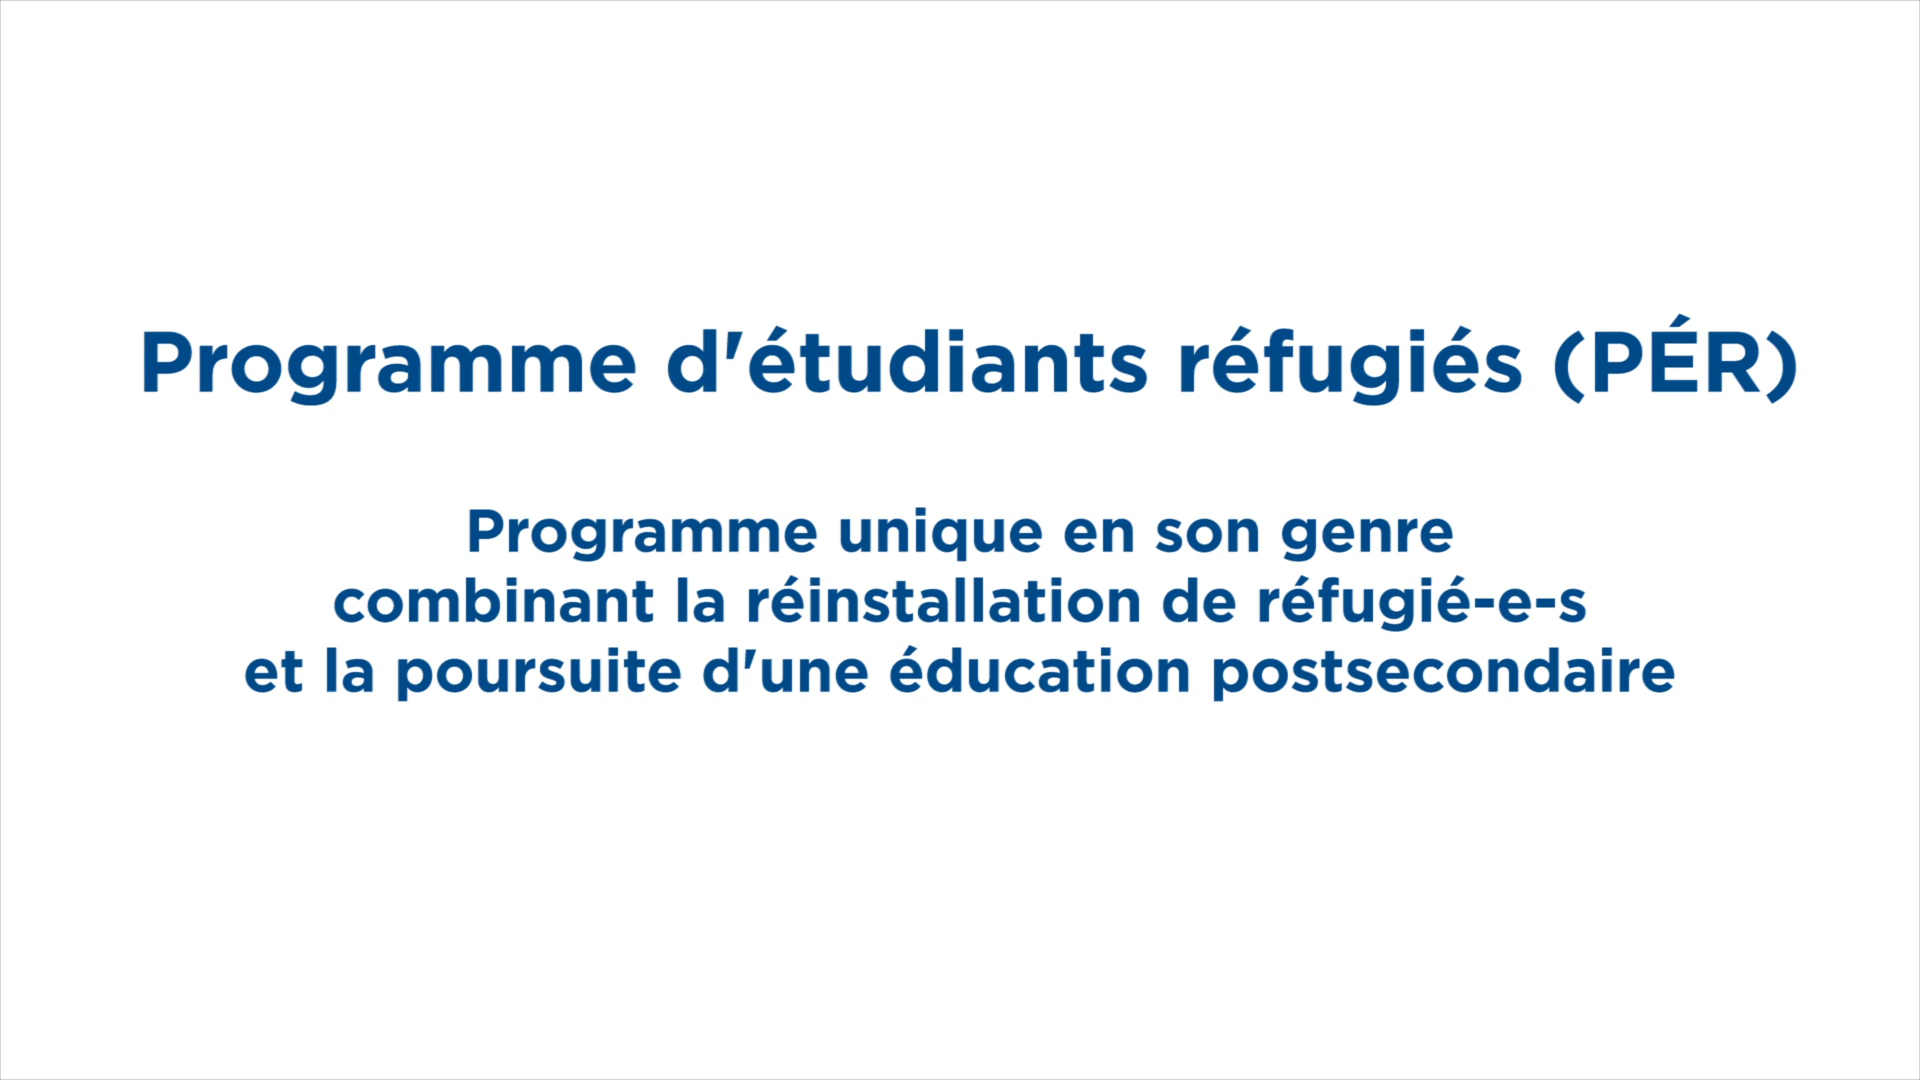 Programme d'étudiants réfugiés (PÉR)
Programme unique en son genre
combinant la réinstallation de réfugié-e-s
et la poursuite d'une éducation postsecondaire